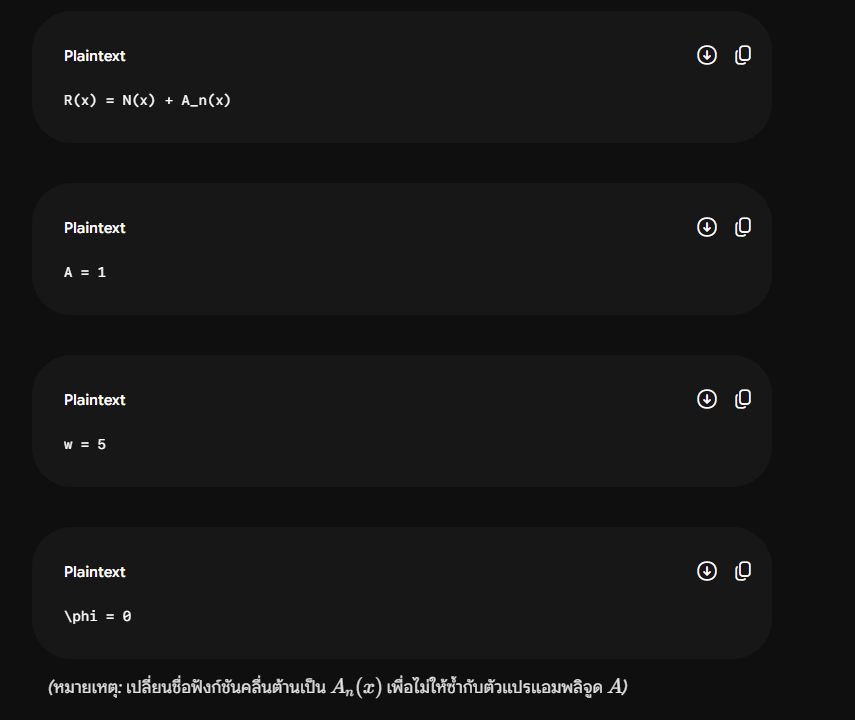 Plaintext
R(x) = N(x) + A_n(x)
Plaintext
A = 1
Plaintext
w = 5
Plaintext
\phi = 0
(หมายเหตุ: เปลี่ยนชื่อฟังก์ชันคลื่นต้านเป็น Aₙ(x) เพื่อไม่ให้ซ้ำกับตัวแปรแอมพลิจูด A)